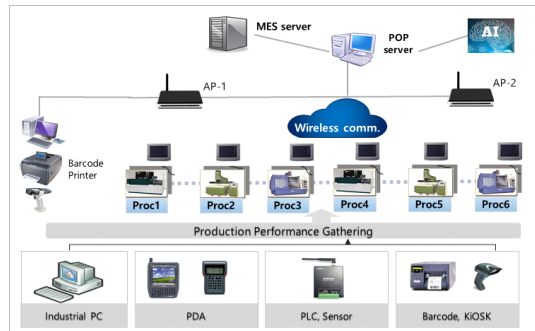 MES server
POP
server
AI
AP-1
AP-2
Wireless comm.
Barcode
Printer
Proc1
Proc2
Proc3
Proc4
Proc5
Proc6
Production Performance Gathering
Industrial PC
PDA
PLC, Sensor
Barcode, KiOSK